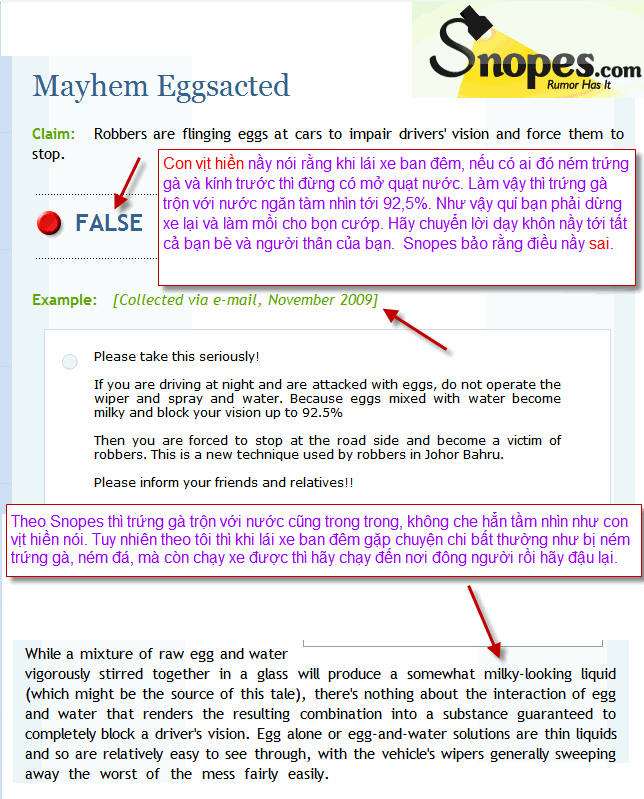 Snopes.com
Rumor Has It
Mayhem Eggsacted
Claim: Robbers are flinging eggs at cars to impair drivers' vision and force them to
stop.
Con vịt hiền nầy nói rằng khi lái xe ban đêm, nếu có ai đó ném trứng
gà và kính trước thì đừng có mở quạt nước. Làm vậy thì trứng gà
trộn với nước ngăn tàm nhìn tới 92,5%. Như vậy quí bạn phải dừng
xe lại và làm mồi cho bọn cướp. Hãy chuyển lời dạy khôn nầy tới tất
cả bạn bè và người thân của bạn. Snopes bảo rằng điều nầy sai.
FALSE
Example: [Collected via e-mail, November 2009]
Please take this seriously!
If you are driving at night and are attacked with eggs, do not operate the
wiper and spray and water. Because eggs mixed with water become
milky and block your vision up to 92.5%
Then you are forced to stop at the road side and become a victim of
robbers. This is a new technique used by robbers in Johor Bahru.
Please inform your friends and relatives!!
Theo Snopes thì trứng gà trộn với nước cũng trong trong, không che hẳn tầm nhìn như con
vịt hiền nói. Tuy nhiên theo tôi thì khi lái xe ban đêm gặp chuyện chi bất thường như bị ném
trứng gà, ném đá, mà còn chạy xe được thì hãy chạy đến nơi đông người rồi hãy đậu lại.
While a mixture of raw egg and water
vigorously stirred together in a glass will produce a somewhat milky-looking liquid
(which might be the source of this tale), there's nothing about the interaction of egg
and water that renders the resulting combination into a substance guaranteed to
completely block a driver's vision. Egg alone or egg-and-water solutions are thin liquids
and so are relatively easy to see through, with the vehicle's wipers generally sweeping
away the worst of the mess fairly easily.